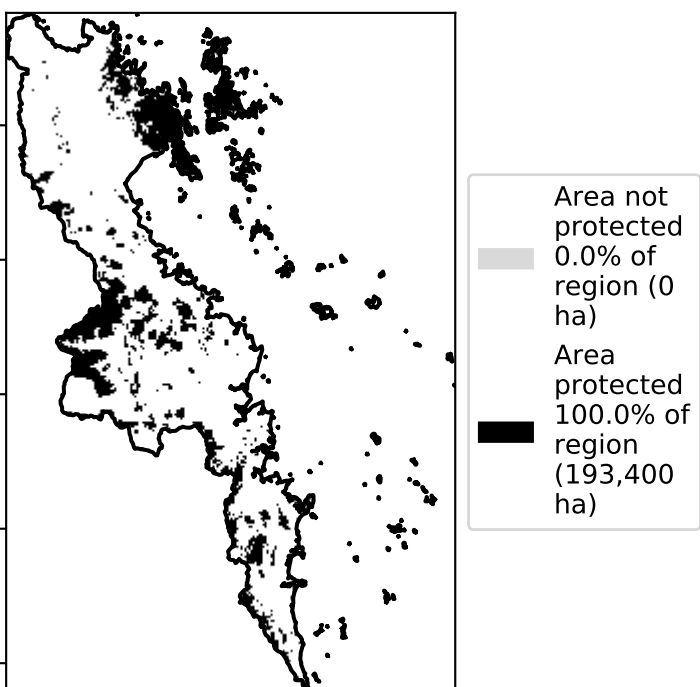 Area not
protected
0.0% of
region (0
ha)
Area
protected
100.0% of
region
(193,400
ha)